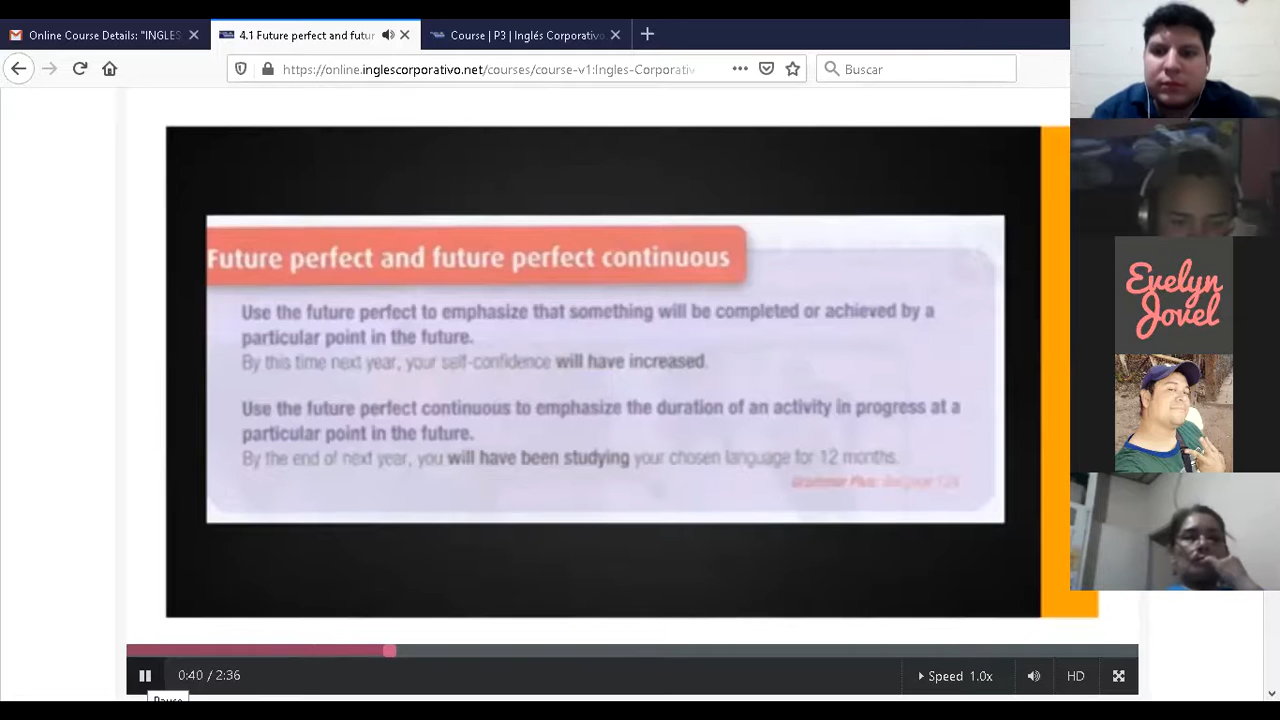 Online Course Details: "INGLES
4.1 Future perfect and futur
Course | P3 | Inglés Corporativo
https://online.inglescorporativo.net/courses/course-v1:Ingles-Corporativ
Buscar
Future perfect and future perfect continuous
Use the future perfect to emphasize that something will be completed or achieved by a
particular point in the future.
By this time next year, your self-confidence will have increased.
Use the future perfect continuous to emphasize the duration of an activity in progress at a
particular point in the future.
By the end of next year, you will have been studying your chosen language for 12 months.
Grammar Plus:
0:40 / 2:36
Speed 1.0x
HD
Pause
Evelyn
Jovel